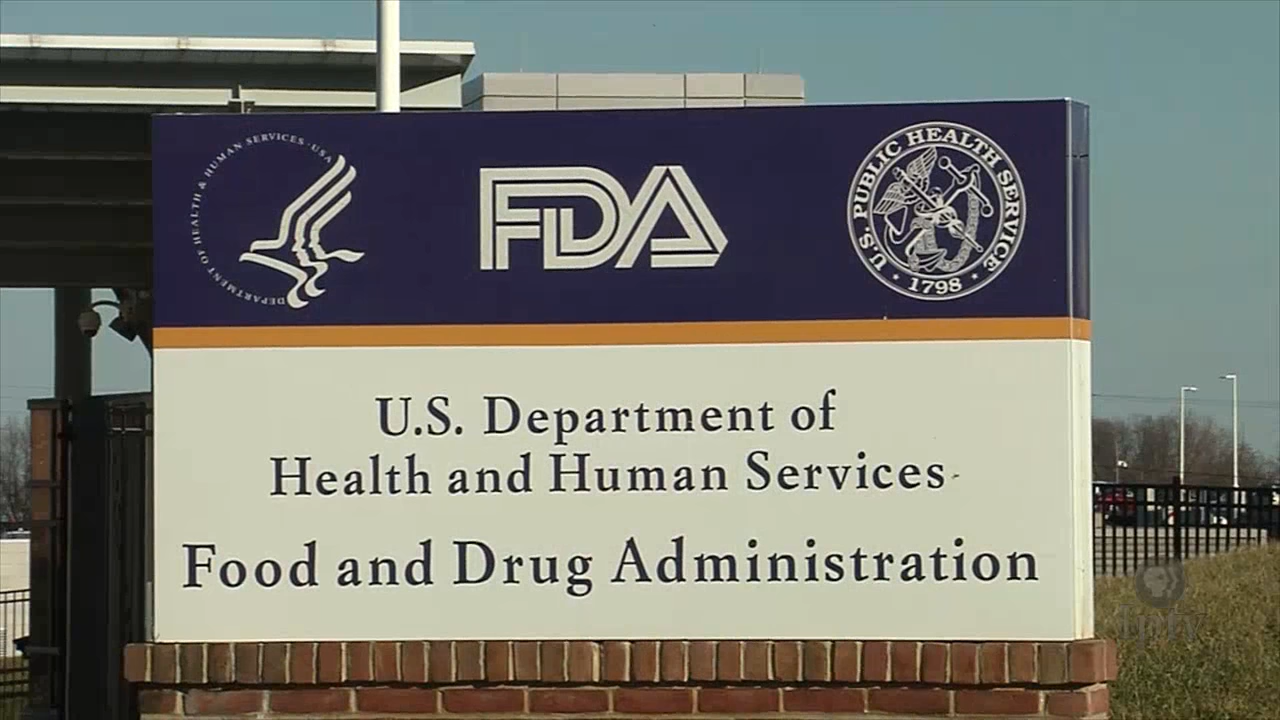 DEPARTMENT OF HEALTH & HUMAN SERVICES · USA
FDA
U.S. PUBLIC HEALTH SERVICE
· 1798 ·
U.S. Department of
Health and Human Services
Food and Drug Administration
iptv